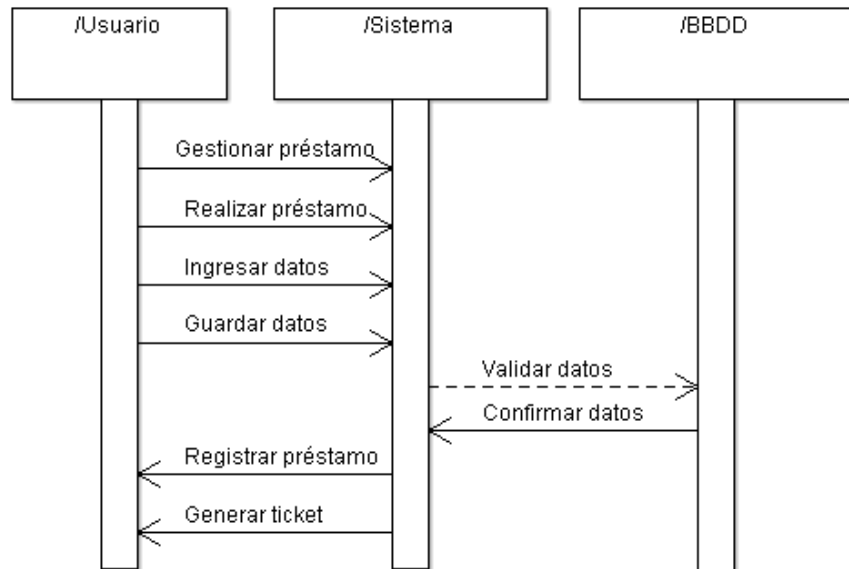 /Usuario
/Sistema
/BBDD
Gestionar préstamo
Realizar préstamo
Ingresar datos
Guardar datos
Validar datos
Confirmar datos
Registrar préstamo
Generar ticket